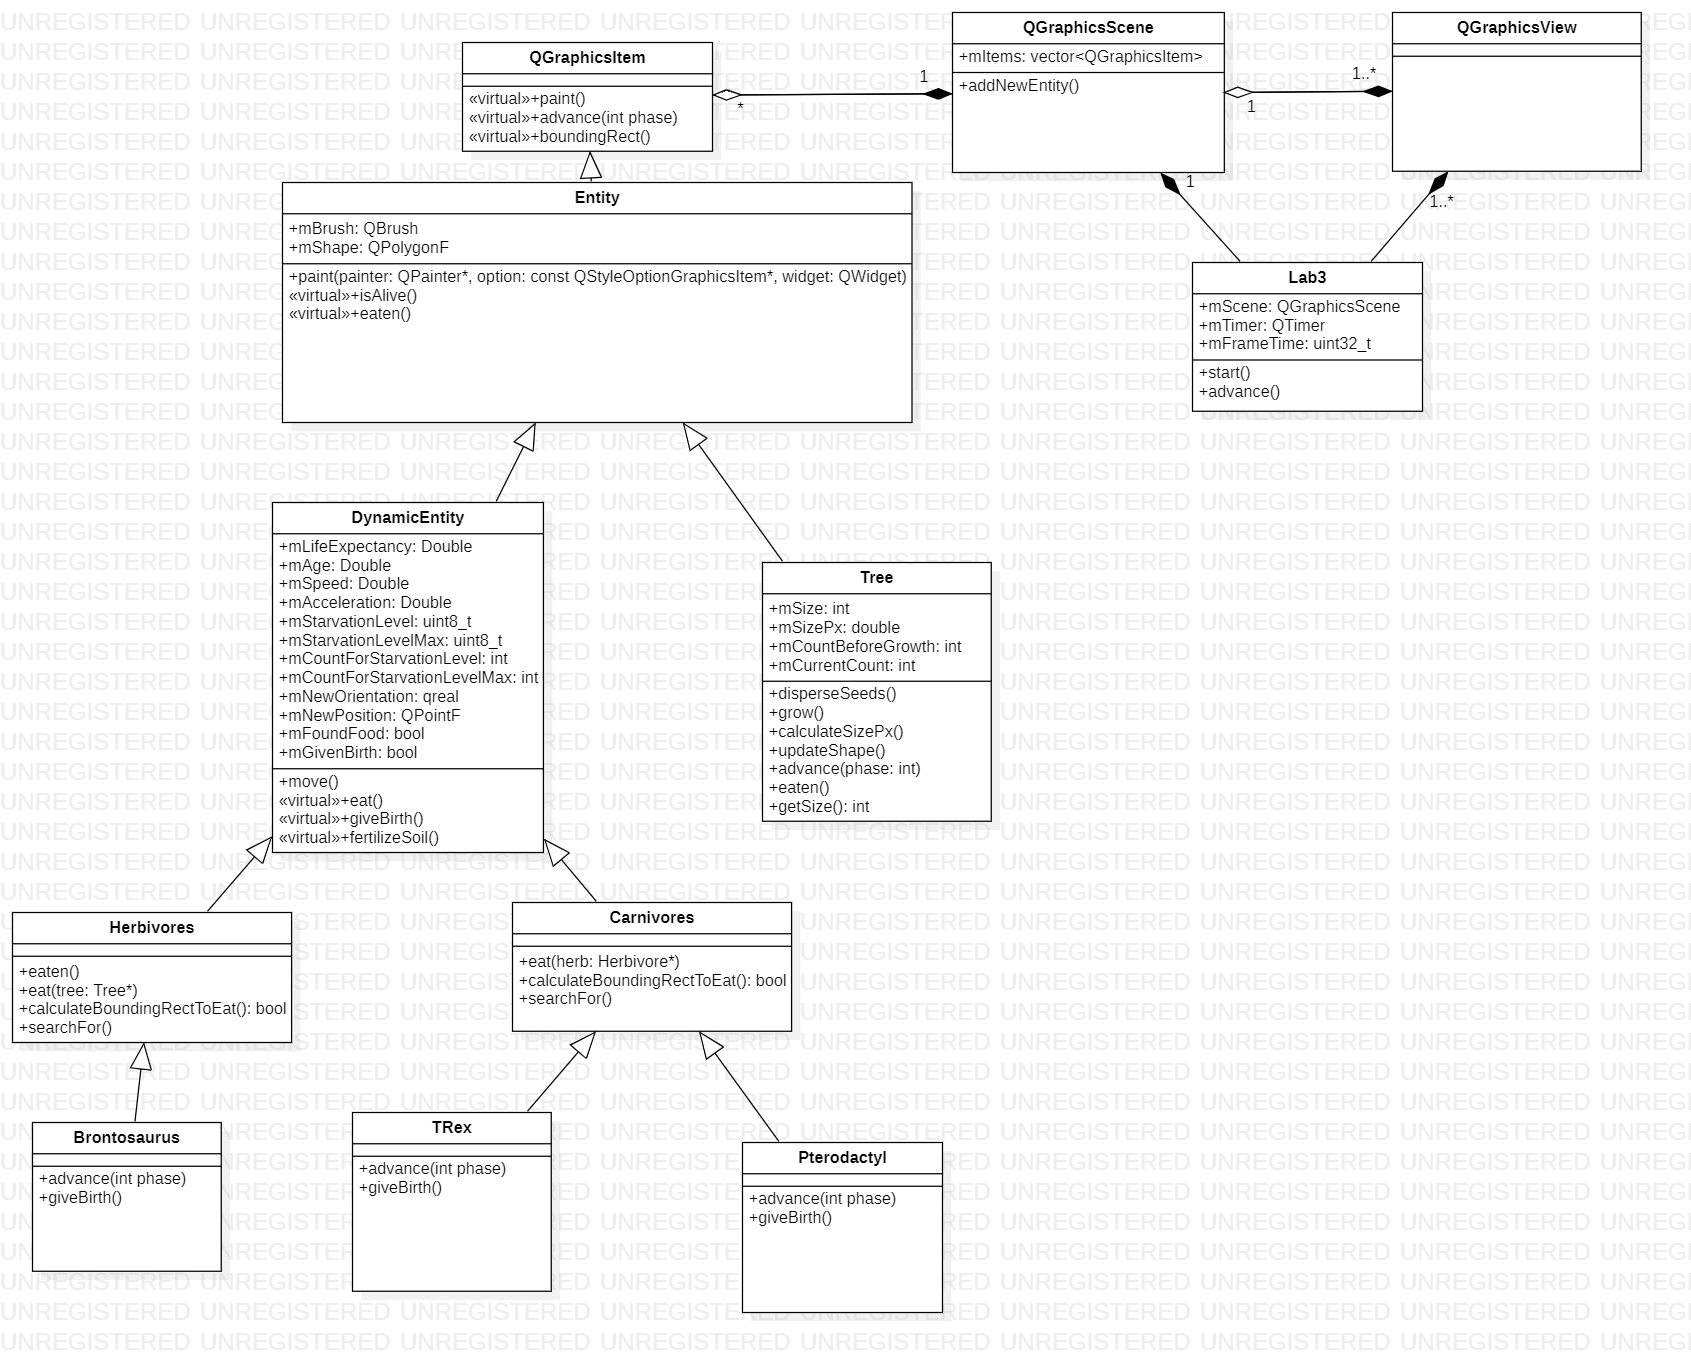 QGraphicsItem
«virtual»+paint()
«virtual»+advance(int phase)
«virtual»+boundingRect()
*
1
QGraphicsScene
+mItems: vector<QGraphicsItem>
+addNewEntity()
1
1..*
QGraphicsView
1
1..*
Entity
+mBrush: QBrush
+mShape: QPolygonF
+paint(painter: QPainter*, option: const QStyleOptionGraphicsItem*, widget: QWidget)
«virtual»+isAlive()
«virtual»+eaten()
Lab3
+mScene: QGraphicsScene
+mTimer: QTimer
+mFrameTime: uint32_t
+start()
+advance()
DynamicEntity
+mLifeExpectancy: Double
+mAge: Double
+mSpeed: Double
+mAcceleration: Double
+mStarvationLevel: uint8_t
+mStarvationLevelMax: uint8_t
+mCountForStarvationLevel: int
+mCountForStarvationLevelMax: int
+mNewOrientation: qreal
+mNewPosition: QPointF
+mFoundFood: bool
+mGivenBirth: bool
+move()
«virtual»+eat()
«virtual»+giveBirth()
«virtual»+fertilizeSoil()
Tree
+mSize: int
+mSizePx: double
+mCountBeforeGrowth: int
+mCurrentCount: int
+disperseSeeds()
+grow()
+calculateSizePx()
+updateShape()
+advance(phase: int)
+eaten()
+getSize(): int
Herbivores
+eaten()
+eat(tree: Tree*)
+calculateBoundingRectToEat(): bool
+searchFor()
Carnivores
+eat(herb: Herbivore*)
+calculateBoundingRectToEat(): bool
+searchFor()
Brontosaurus
+advance(int phase)
+giveBirth()
TRex
+advance(int phase)
+giveBirth()
Pterodactyl
+advance(int phase)
+giveBirth()
UNREGISTERED